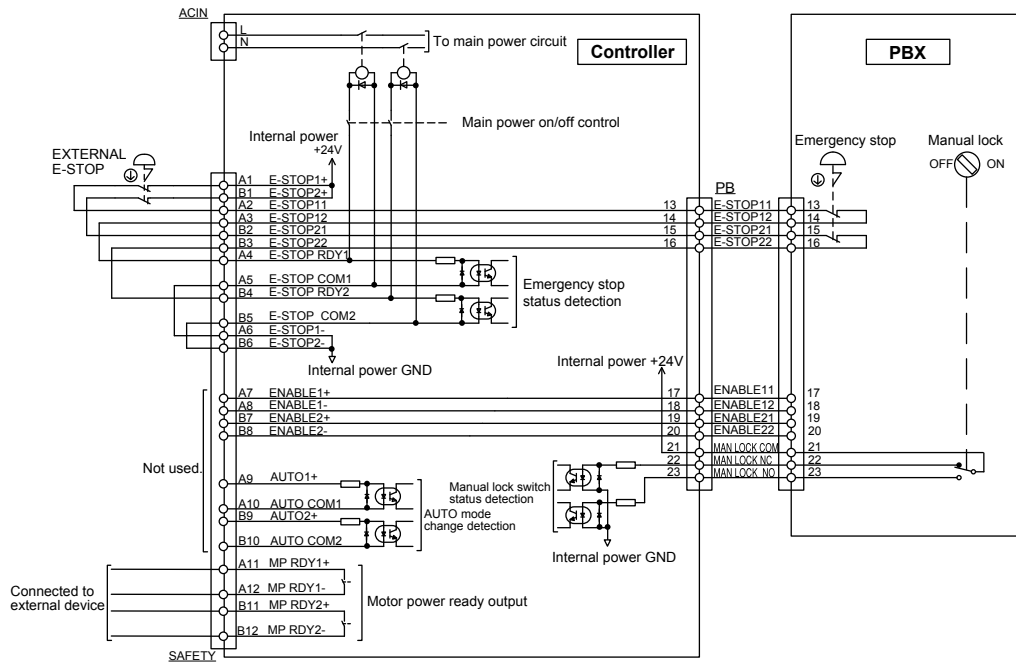 ACIN
L
N
To main power circuit
Controller
PBX
Main power on/off control
Internal power
+24V
EXTERNAL
E-STOP
Emergency stop
Manual lock
OFF
ON
A1 E-STOP1+
B1 E-STOP2+
A2 E-STOP11
A3 E-STOP12
B2 E-STOP21
B3 E-STOP22
A4 E-STOP RDY1
A5 E-STOP COM1
B4 E-STOP RDY2
B5 E-STOP COM2
A6 E-STOP1-
B6 E-STOP2-
PB
13 E-STOP11 13
14 E-STOP12 14
15 E-STOP21 15
16 E-STOP22 16
Emergency stop
status detection
Internal power GND
Internal power +24V
A7 ENABLE1+
A8 ENABLE1-
B7 ENABLE2+
B8 ENABLE2-
17 ENABLE11 17
18 ENABLE12 18
19 ENABLE21 19
20 ENABLE22 20
21 MAN LOCK COM 21
22 MAN LOCK NC 22
23 MAN LOCK NO 23
Not used.
A9 AUTO1+
A10 AUTO COM1
B9 AUTO2+
B10 AUTO COM2
AUTO mode
change detection
Manual lock switch
status detection
Internal power GND
A11 MP RDY1+
A12 MP RDY1-
B11 MP RDY2+
B12 MP RDY2-
Connected to
external device
Motor power ready output
SAFETY